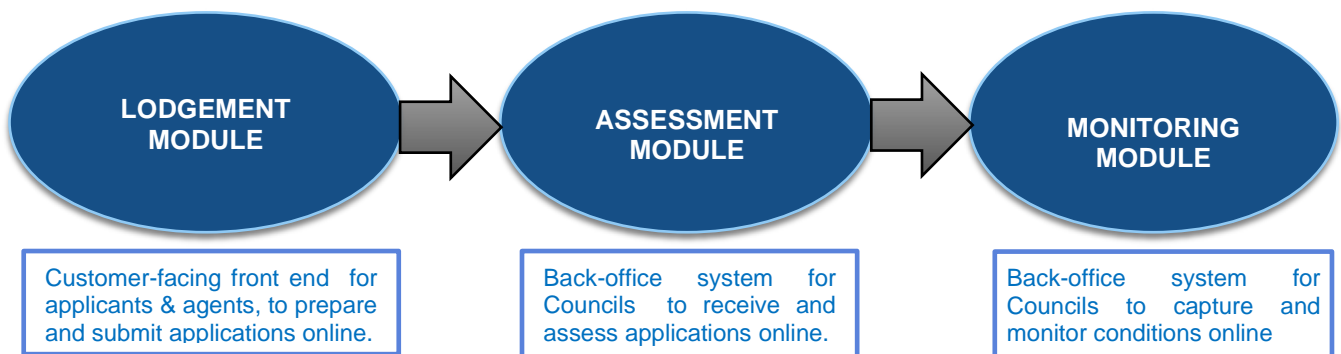 LODGEMENT
MODULE
ASSESSMENT
MODULE
MONITORING
MODULE
Customer-facing front end for
applicants & agents, to prepare
and submit applications online.
Back-office system for
Councils to receive and
assess applications online.
Back-office system for
Councils to capture and
monitor conditions online